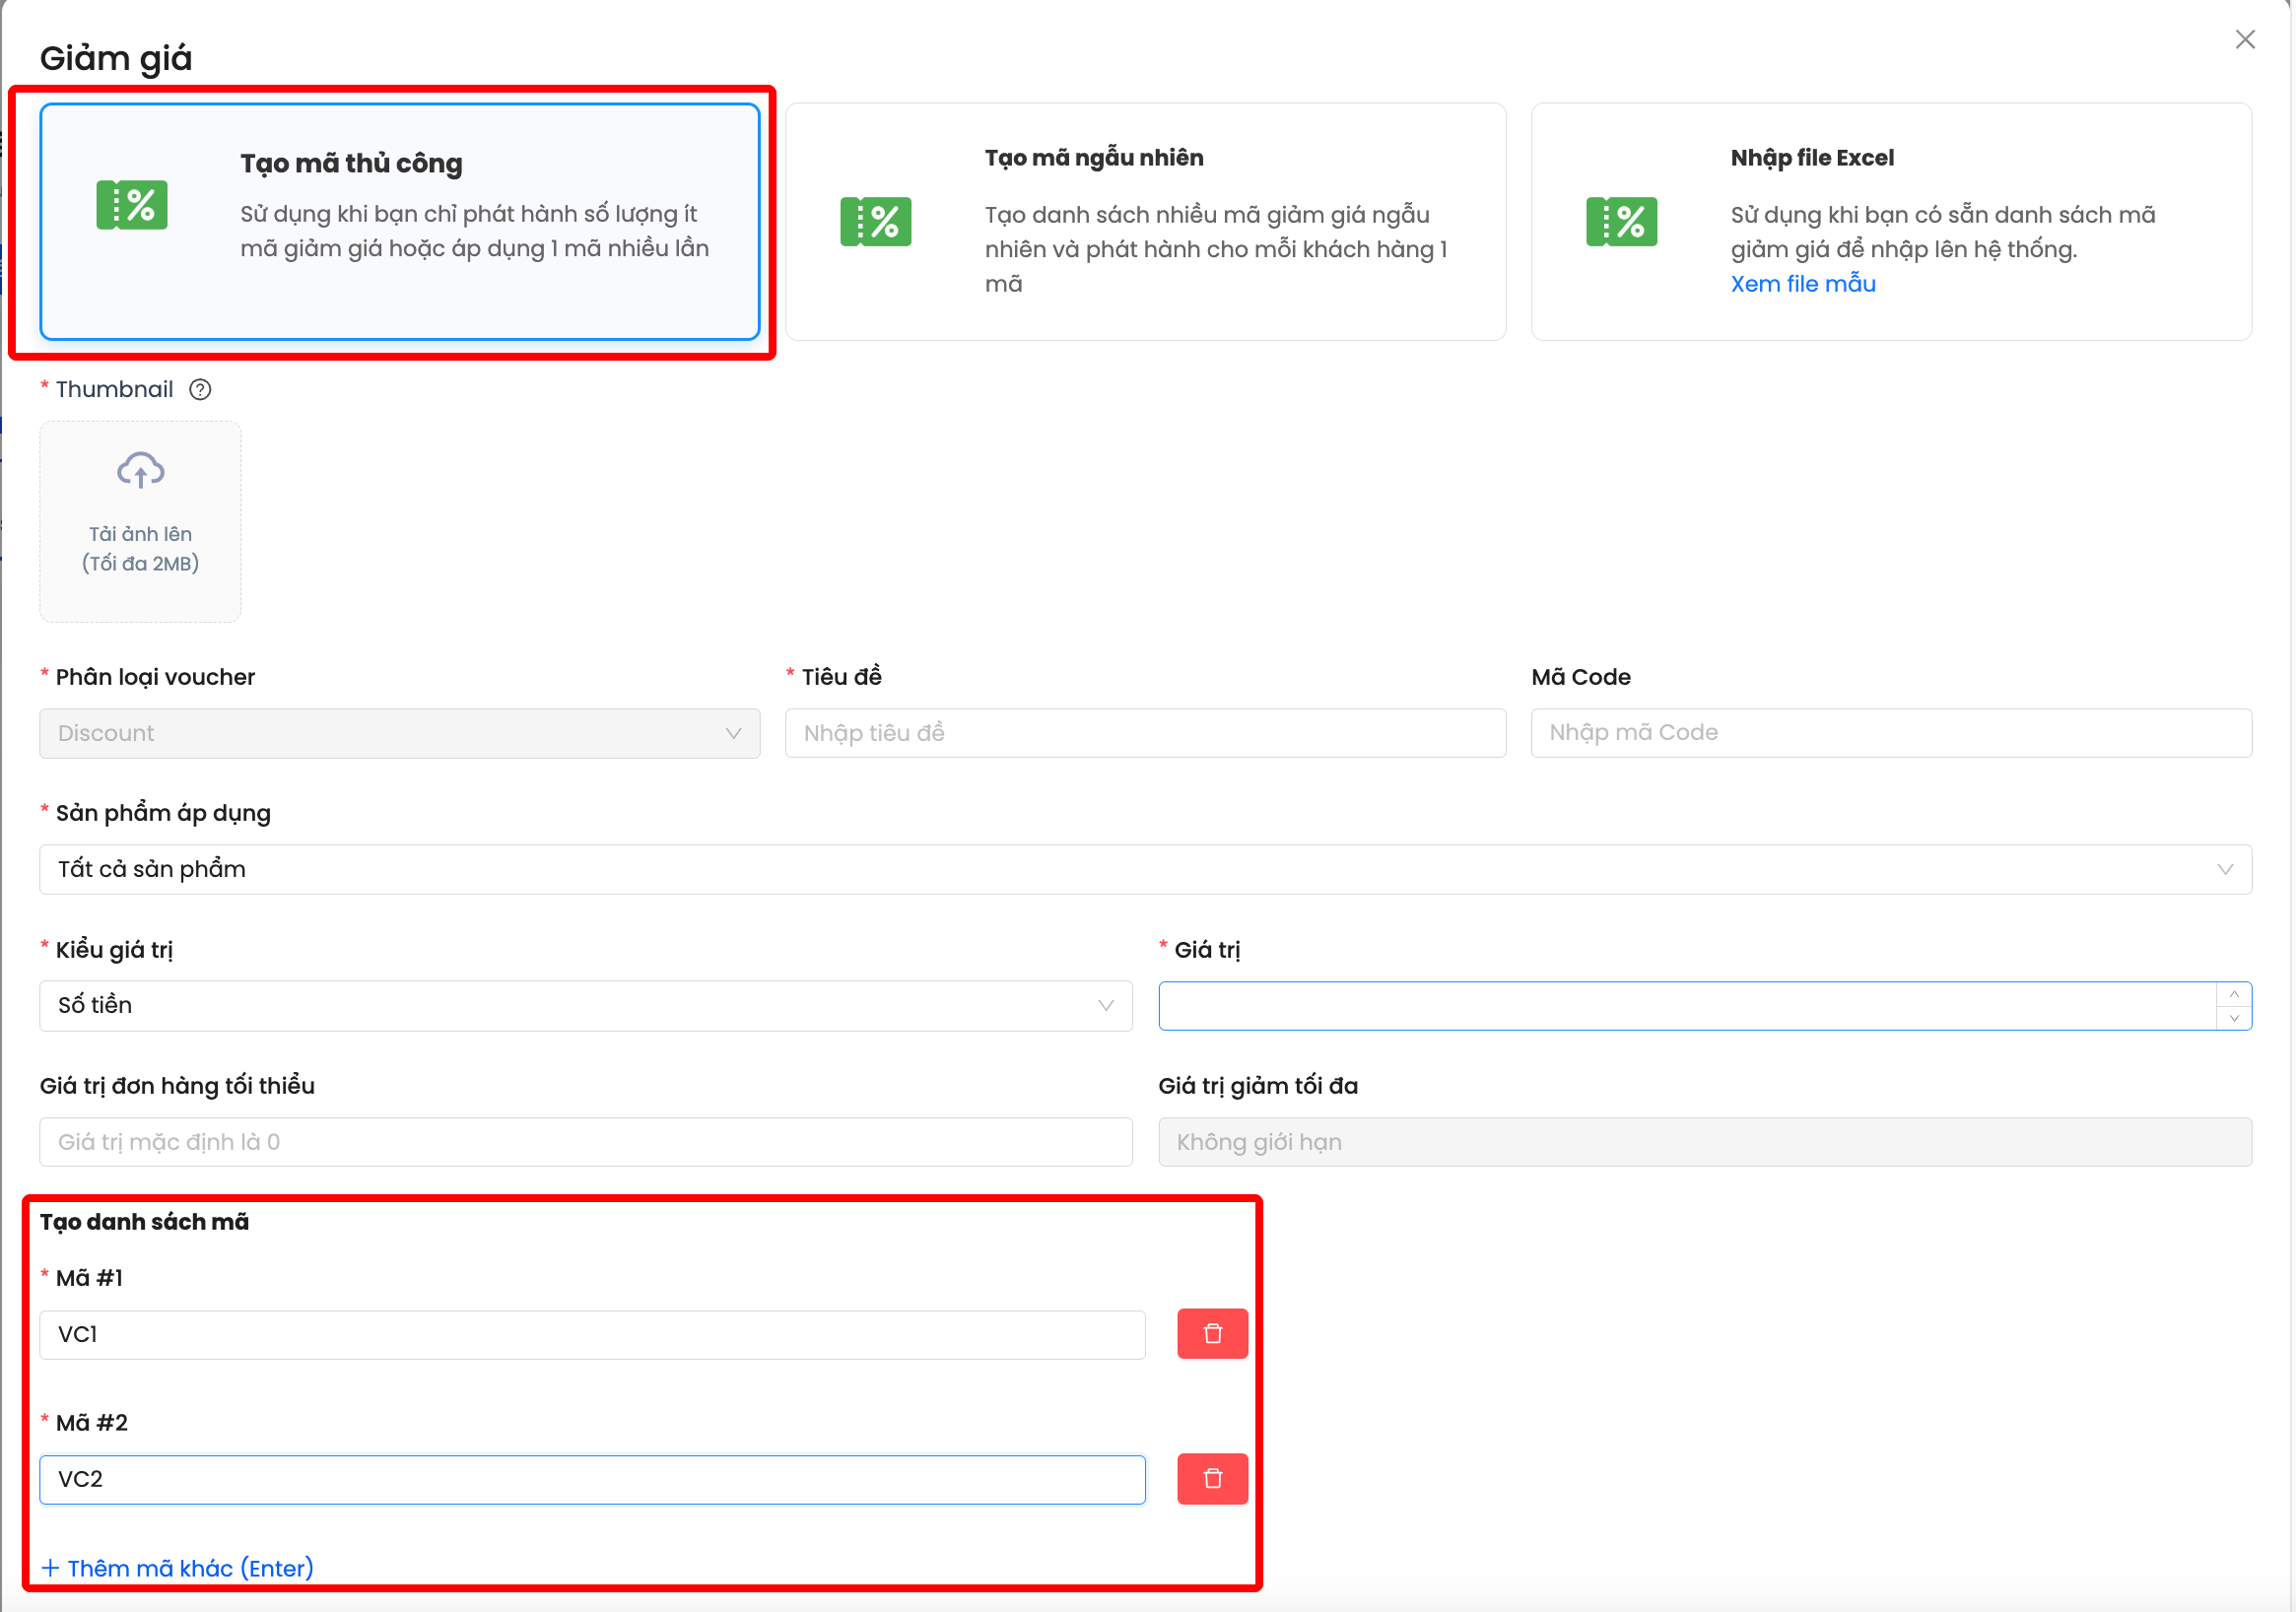 Giảm giá
Tạo mã thủ công
Sử dụng khi bạn chỉ phát hành số lượng ít
mã giảm giá hoặc áp dụng 1 mã nhiều lần
Tạo mã ngẫu nhiên
Tạo danh sách nhiều mã giảm giá ngẫu
nhiên và phát hành cho mỗi khách hàng 1
mã
Nhập file Excel
Sử dụng khi bạn có sẵn danh sách mã
giảm giá để nhập lên hệ thống.
Xem file mẫu
* Thumbnail
Tải ảnh lên
(Tối đa 2MB)
* Phân loại voucher
Discount
* Tiêu đề
Nhập tiêu đề
Mã Code
Nhập mã Code
* Sản phẩm áp dụng
Tất cả sản phẩm
* Kiểu giá trị
Số tiền
* Giá trị
Giá trị đơn hàng tối thiểu
Giá trị mặc định là 0
Giá trị giảm tối đa
Không giới hạn
Tạo danh sách mã
* Mã #1
VC1
* Mã #2
VC2
+ Thêm mã khác (Enter)